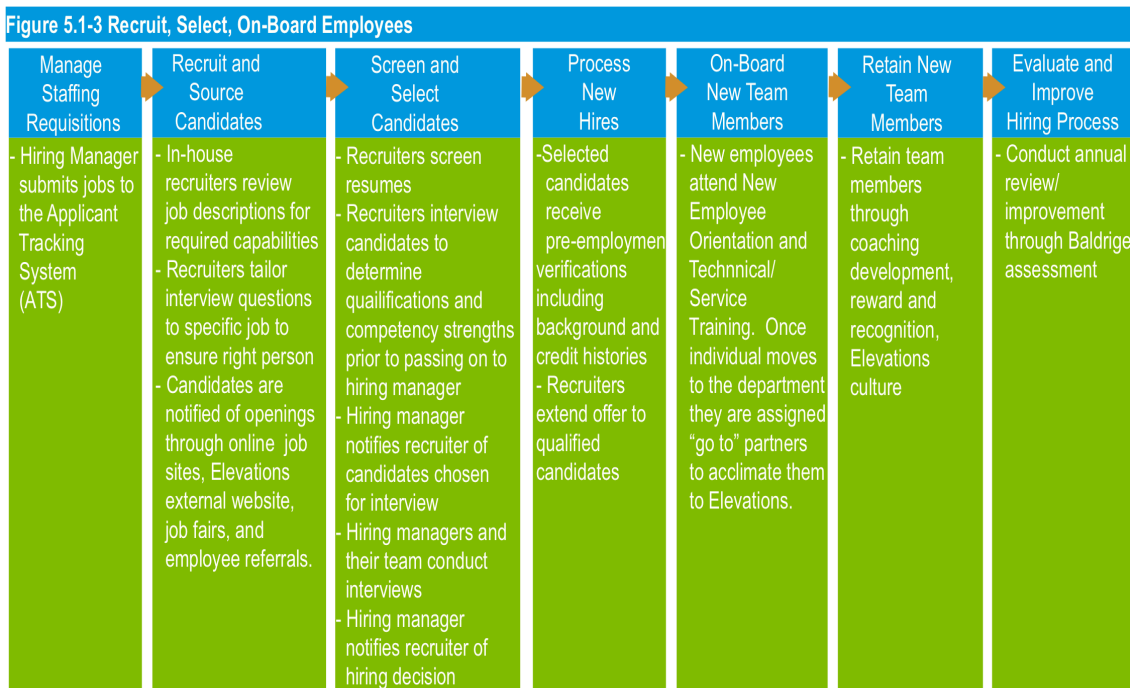 Figure 5.1-3 Recruit, Select, On-Board Employees
Manage
Staffing
Requisitions
- Hiring Manager
submits jobs to
the Applicant
Tracking
System
(ATS)
Recruit and
Source
Candidates
- In-house
recruiters review
job descriptions for
required capabilities
- Recruiters tailor
interview questions
to specific job to
ensure right person
- Candidates are
notified of openings
through online job
sites, Elevations
external website,
job fairs, and
employee referrals.
Screen and
Select
Candidates
- Recruiters screen
resumes
- Recruiters interview
candidates to
determine
quailifications and
competency strengths
prior to passing on to
hiring manager
- Hiring manager
notifies recruiter of
candidates chosen
for interview
- Hiring managers and
their team conduct
interviews
- Hiring manager
notifies recruiter of
hiring decision
Process
New
Hires
-Selected
candidates
receive
pre-employmen
verifications
including
background and
credit histories
- Recruiters
extend offer to
qualified
candidates
On-Board
New Team
Members
- New employees
attend New
Employee
Orientation and
Technnical/
Service
Training. Once
individual moves
to the department
they are assigned
“go to” partners
to acclimate them
to Elevations.
Retain New
Team
Members
- Retain team
members
through
coaching
development,
reward and
recognition,
Elevations
culture
Evaluate and
Improve
Hiring Process
- Conduct annual
review/
improvement
through Baldrige
assessment